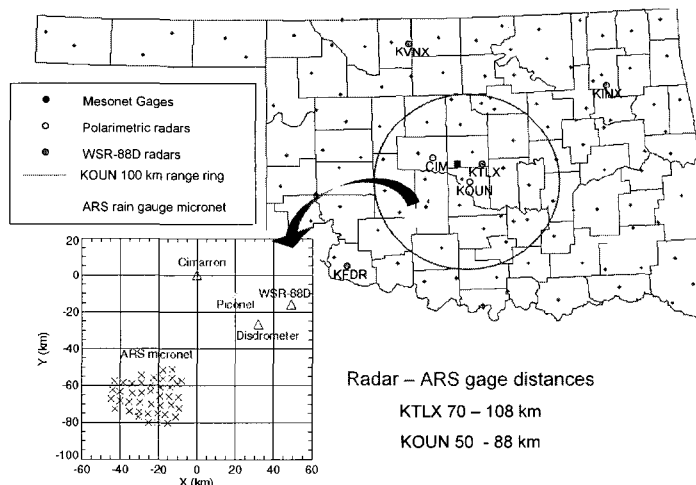 KVNX
KINX
Mesonet Gages
Polarimetric radars
WSR-88D radars
KOUN 100 km range ring
ARS rain gauge micronet
CIM
KTLX
KOUN
KFDR
20
0
-20
-40
-60
-80
-100
Y (km)
Cimarron
WSR-88D
Piconet
Disdrometer
ARS micronet
-60 -40 -20 0 20 40 60
X (km)
Radar – ARS gage distances
KTLX 70 – 108 km
KOUN 50 - 88 km